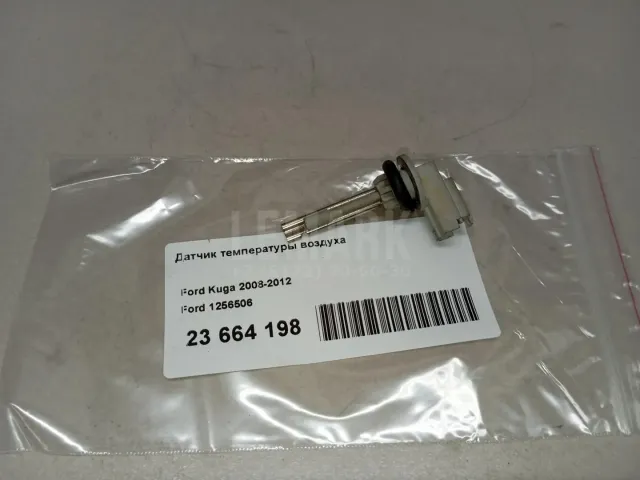 Датчик температуры воздуха
Ford Kuga 2008-2012
Ford 1256506
23 664 198